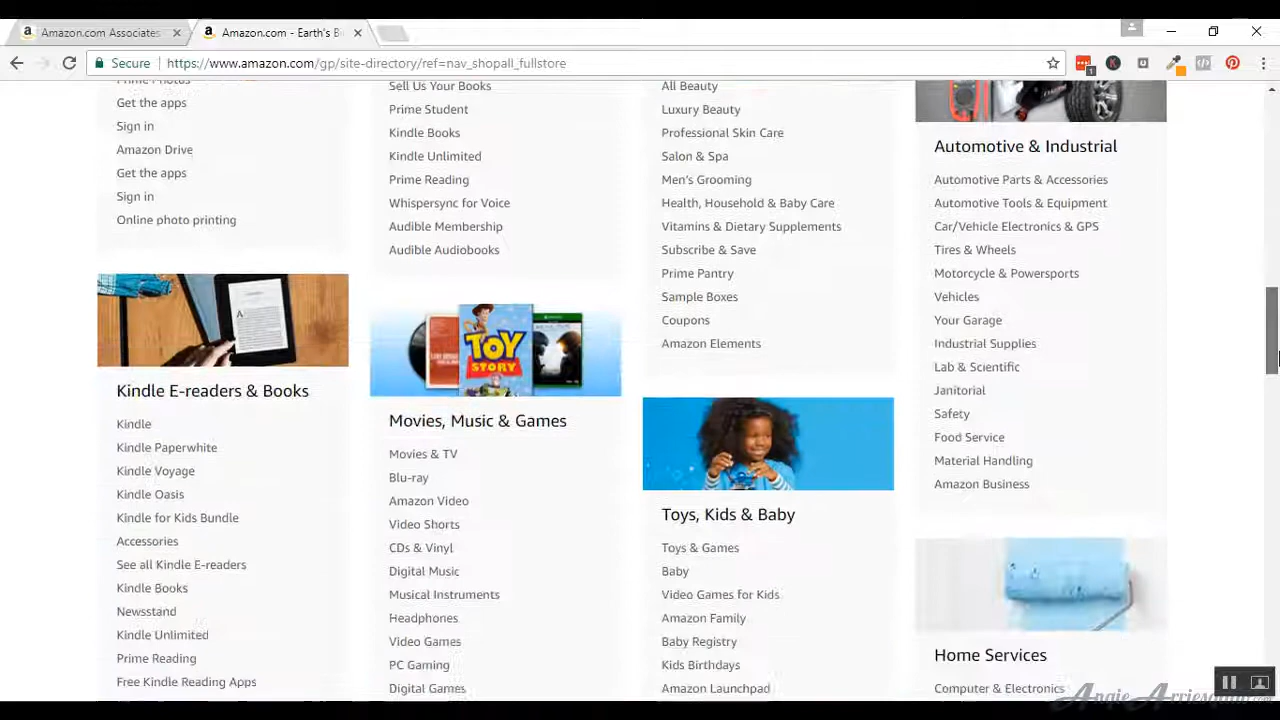 Amazon.com Associates
Amazon.com - Earth's B
Secure
https://www.amazon.com/gp/site-directory/ref=nav_shopall_fullstore
1
Prime Photos
Get the apps
Sign in
Amazon Drive
Get the apps
Sign in
Online photo printing
Kindle E-readers & Books
Kindle
Kindle Paperwhite
Kindle Voyage
Kindle Oasis
Kindle for Kids Bundle
Accessories
See all Kindle E-readers
Kindle Books
Newsstand
Kindle Unlimited
Prime Reading
Free Kindle Reading Apps
Sell Us Your Books
Prime Student
Kindle Books
Kindle Unlimited
Prime Reading
Whispersync for Voice
Audible Membership
Audible Audiobooks
TOY
STORY
Movies, Music & Games
Movies & TV
Blu-ray
Amazon Video
Video Shorts
CDs & Vinyl
Digital Music
Musical Instruments
Headphones
Video Games
PC Gaming
Digital Games
All Beauty
Luxury Beauty
Professional Skin Care
Salon & Spa
Men's Grooming
Health, Household & Baby Care
Vitamins & Dietary Supplements
Subscribe & Save
Prime Pantry
Sample Boxes
Coupons
Amazon Elements
Toys, Kids & Baby
Toys & Games
Baby
Video Games for Kids
Amazon Family
Baby Registry
Kids Birthdays
Amazon Launchpad
Automotive & Industrial
Automotive Parts & Accessories
Automotive Tools & Equipment
Car/Vehicle Electronics & GPS
Tires & Wheels
Motorcycle & Powersports
Vehicles
Your Garage
Industrial Supplies
Lab & Scientific
Janitorial
Safety
Food Service
Material Handling
Amazon Business
Home Services
Computer & Electronics